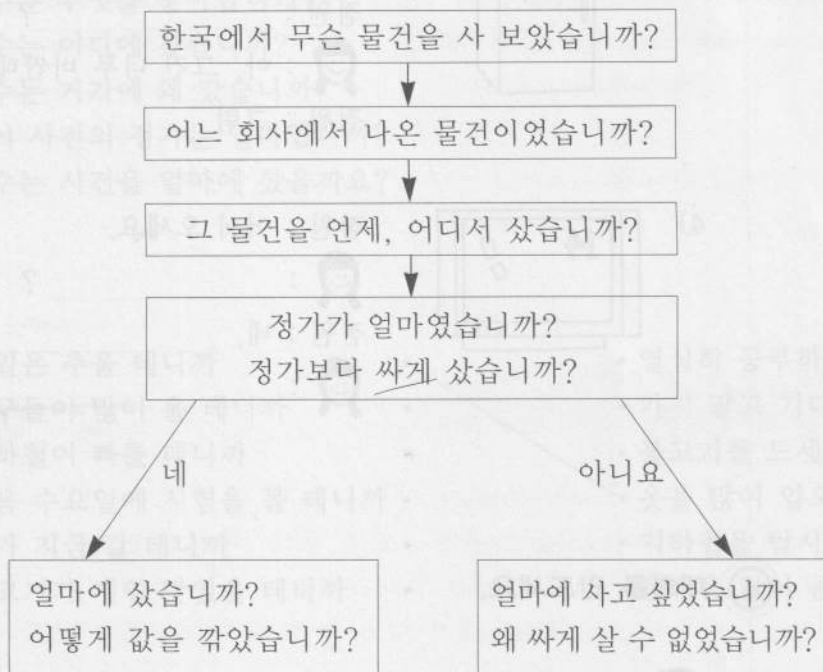 한국에서 무슨 물건을 사 보았습니까?
어느 회사에서 나온 물건이었습니까?
그 물건을 언제, 어디서 샀습니까?
정가가 얼마였습니까?
정가보다 싸게 샀습니까?
네
아니요
얼마에 샀습니까?
어떻게 값을 깎았습니까?
얼마에 사고 싶었습니까?
왜 싸게 살 수 없었습니까?